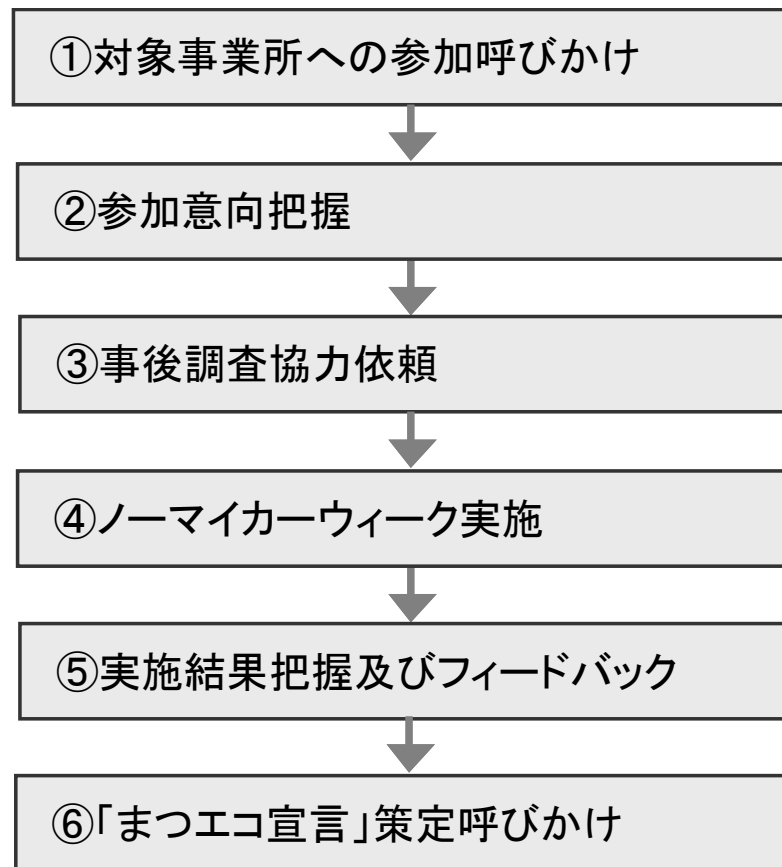 ①対象事業所への参加呼びかけ
②参加意向把握
③事後調査協力依頼
④ノーマイカーウィーク実施
⑤実施結果把握及びフィードバック
⑥「まつエコ宣言」策定呼びかけ